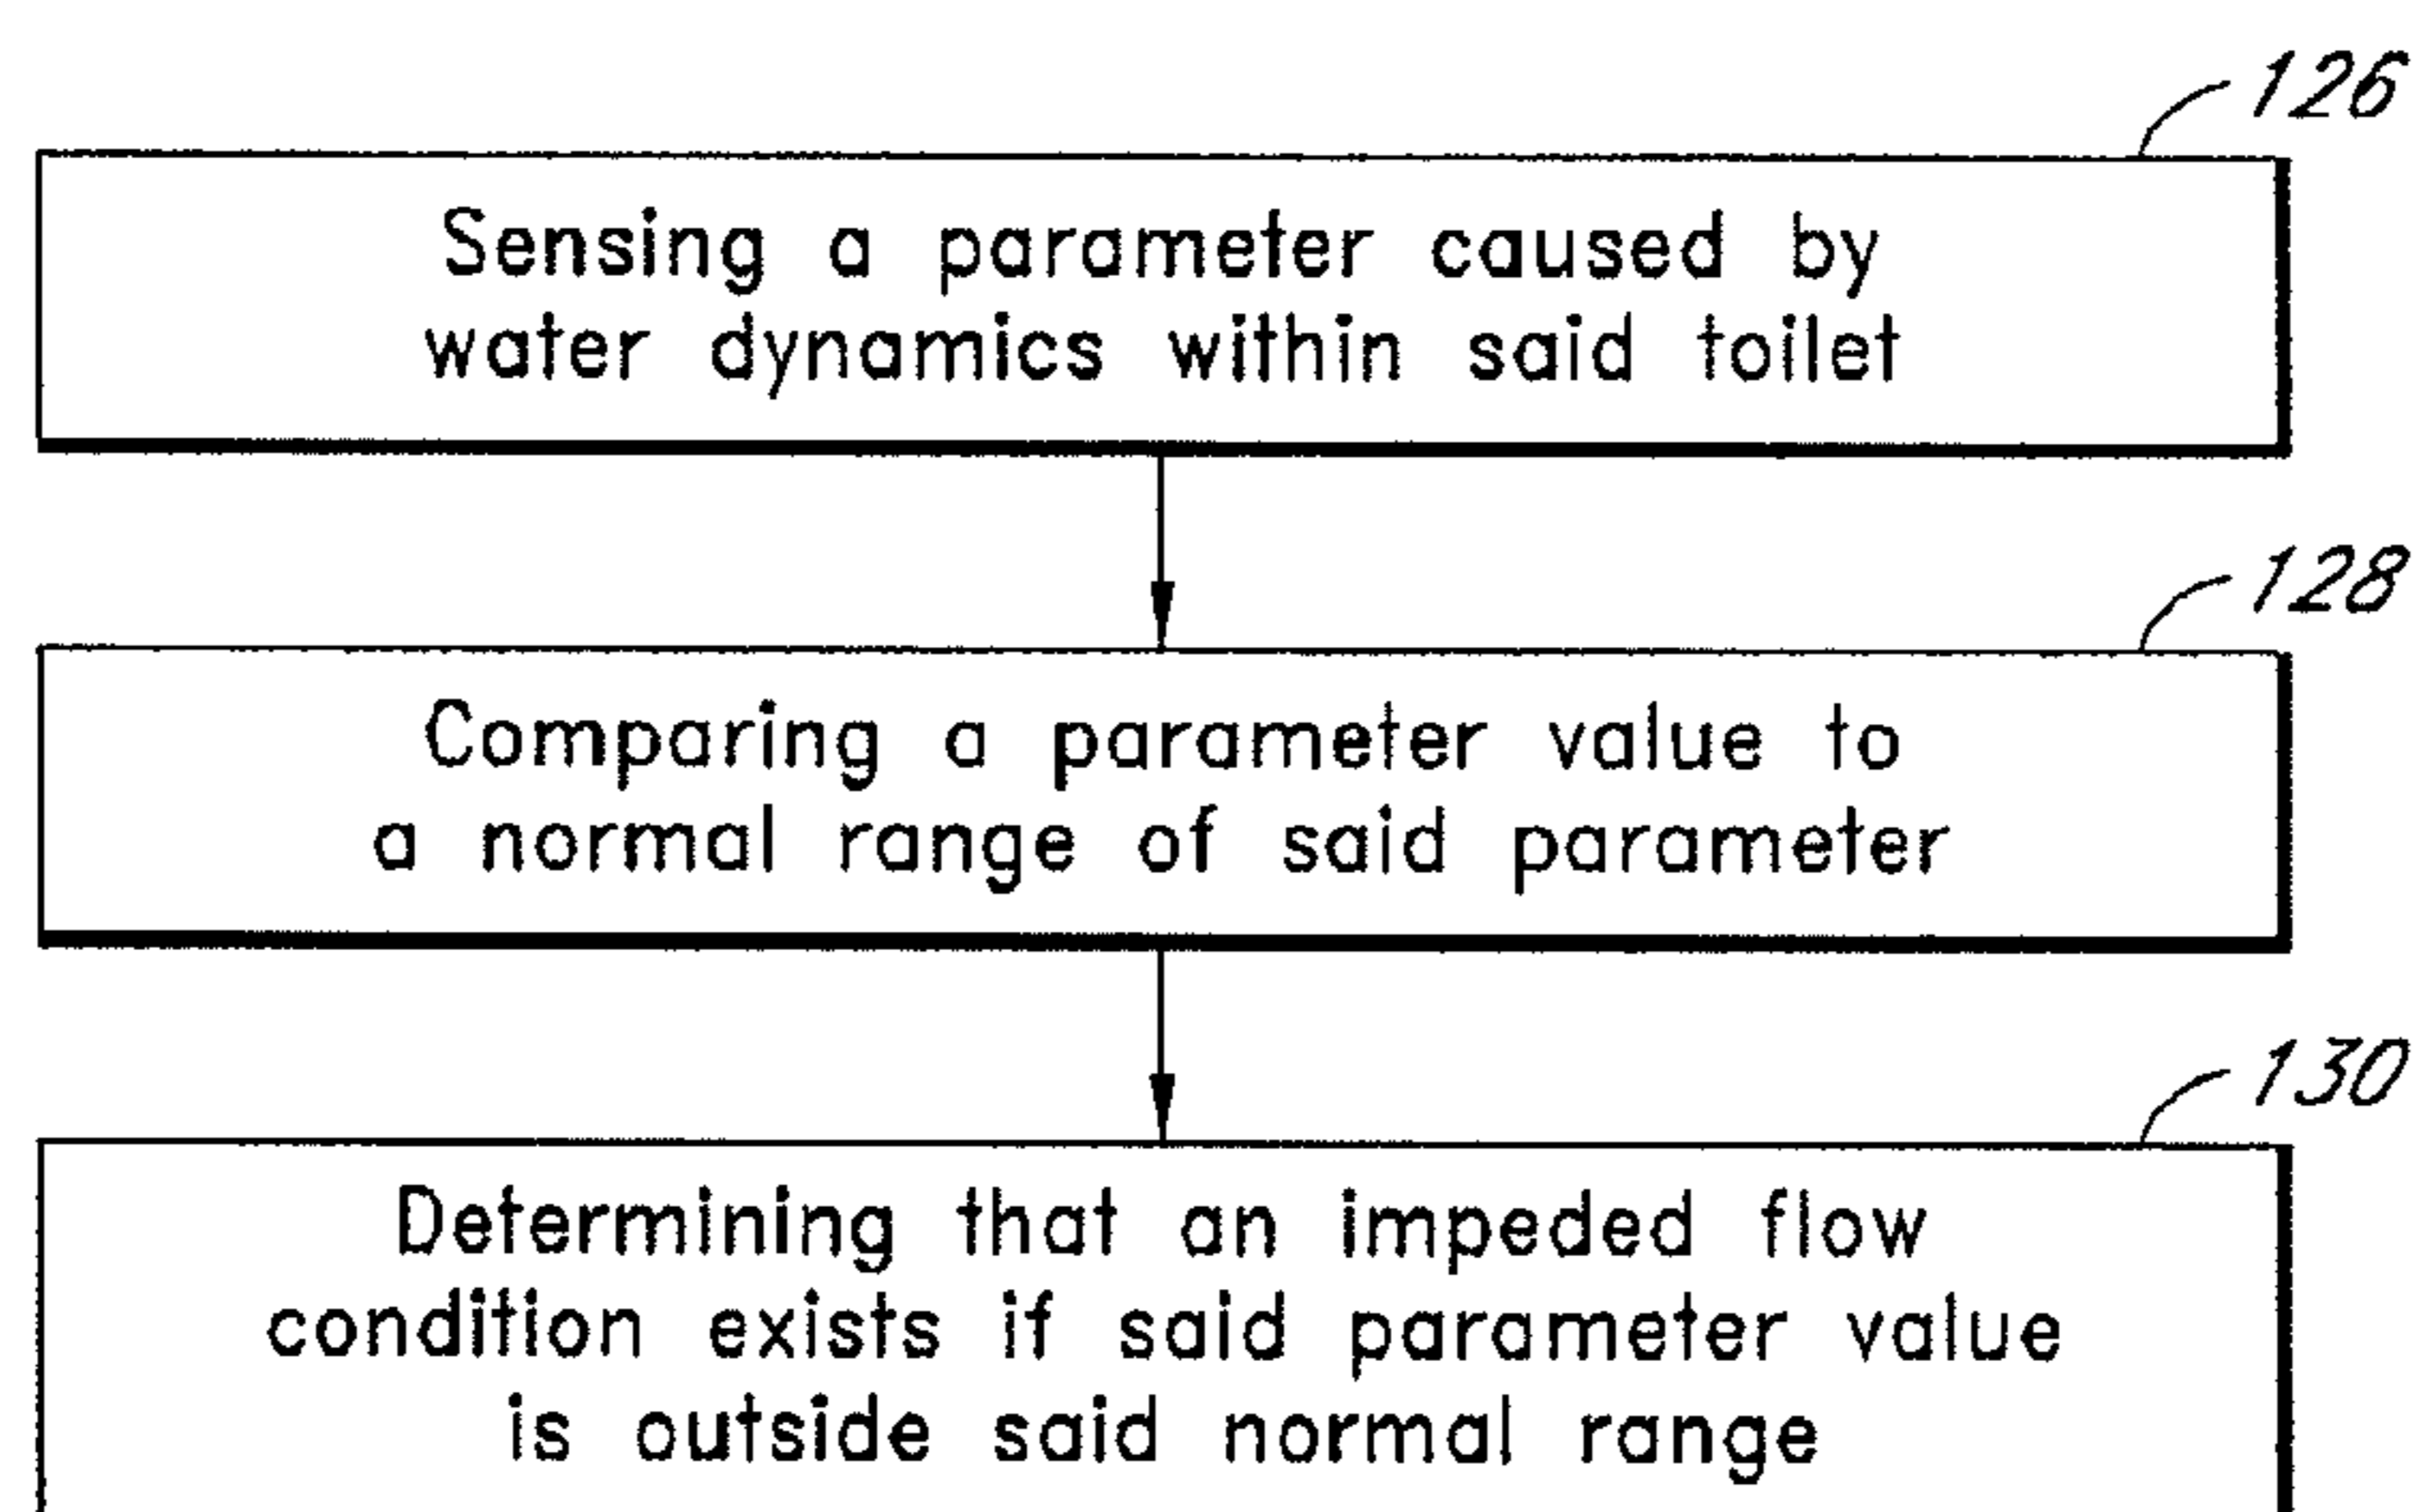 126
Sensing a parameter caused by
water dynamics within said toilet
128
Comparing a parameter value to
a normal range of said parameter
130
Determining that an impeded flow
condition exists if said parameter value
is outside said normal range